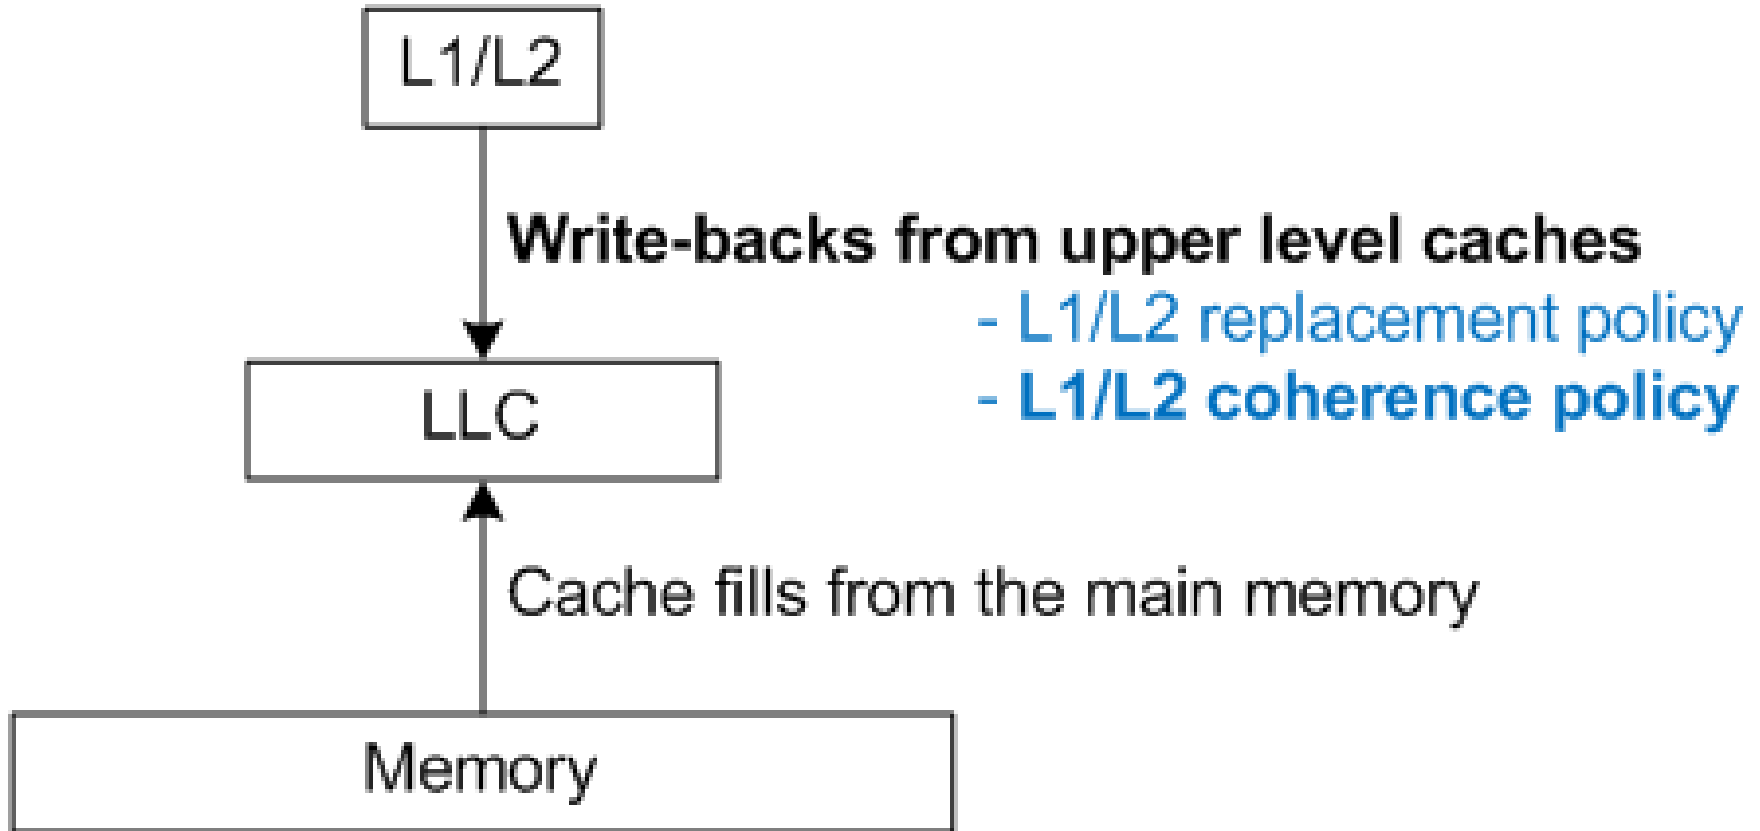 L1/L2
Write-backs from upper level caches
- L1/L2 replacement policy
- L1/L2 coherence policy
LLC
Cache fills from the main memory
Memory